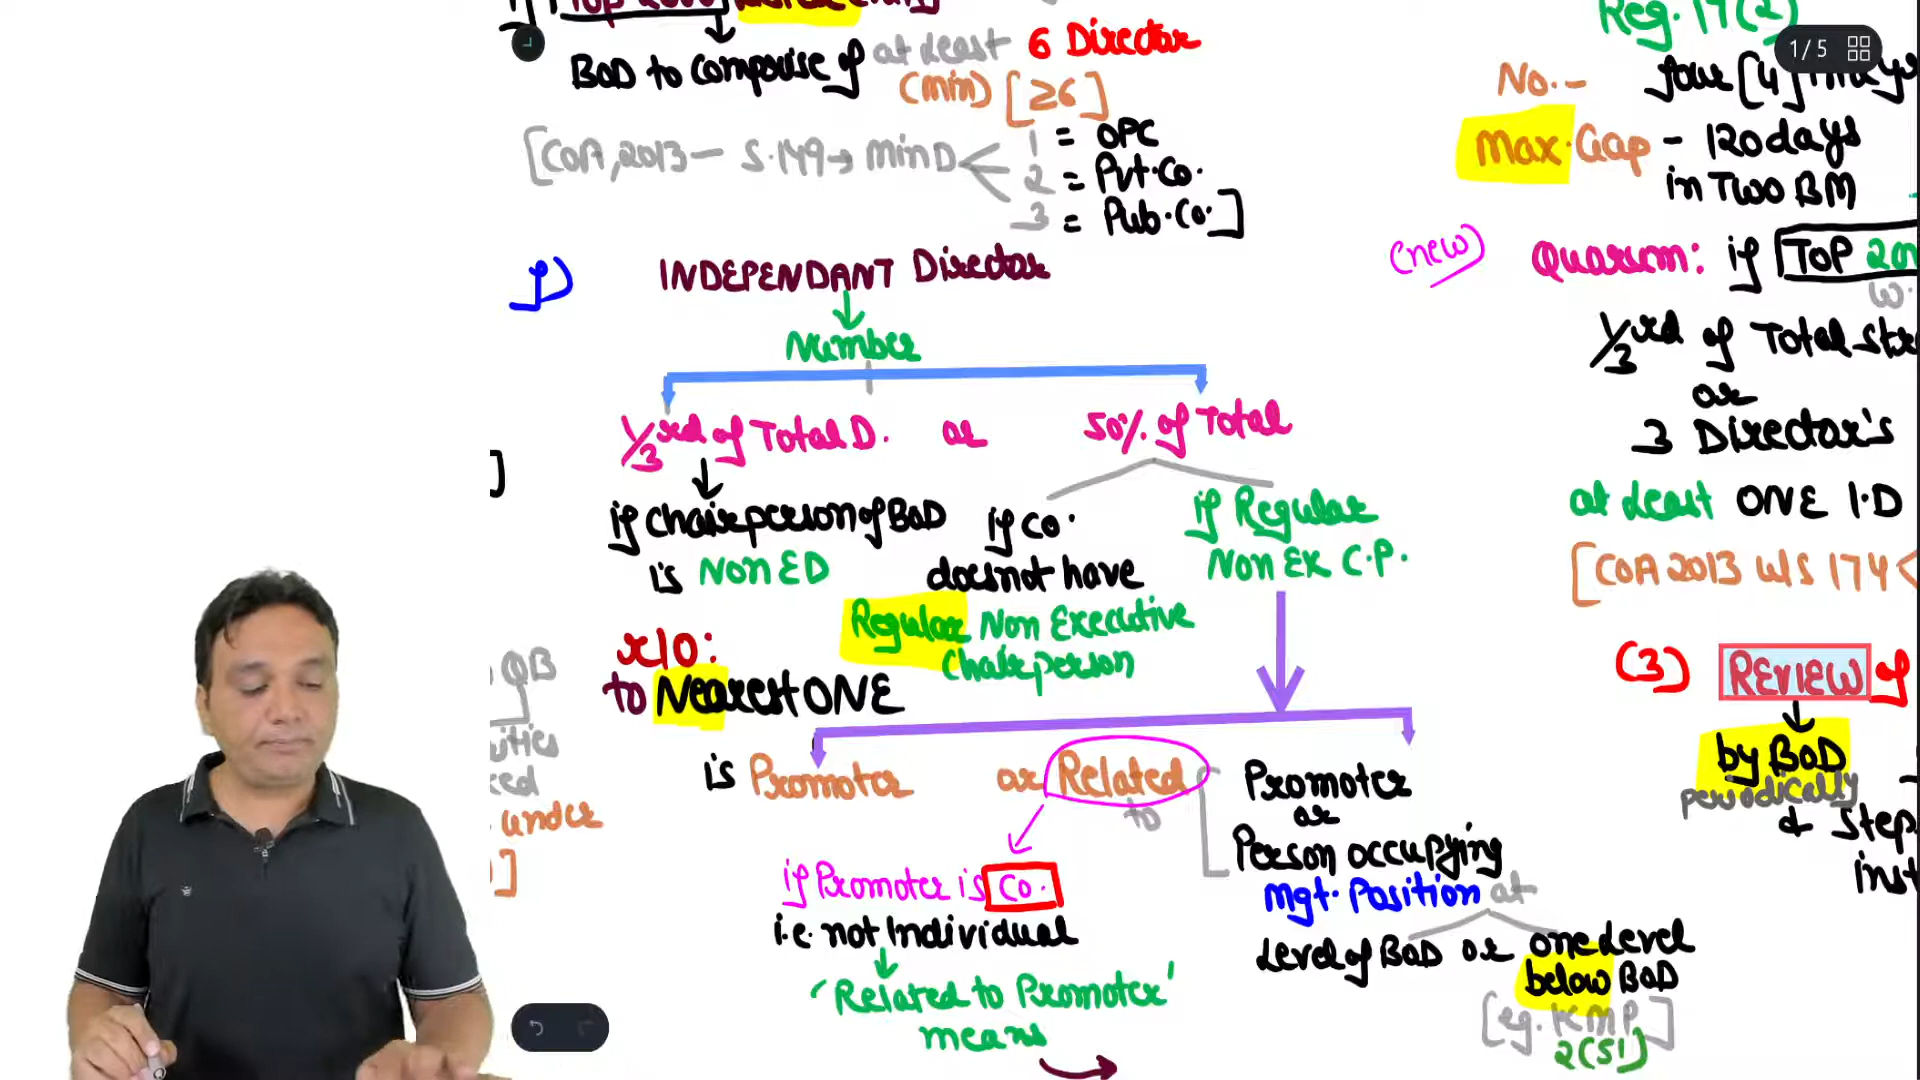 BOD to compouse of at least 6 Director
(min) [≥6]
[COA, 2013 - S.149 → min D
1 = OPC
2 = Pvt. Co.
3 = Pub. Co.]
f)
INDEPENDANT Director
Number
1/3rd of Total D. or 50% of Total
if chairperson of BOD
is Non ED
if co.
does not have
Regular Non Executive
Chairperson
if Regular
Non Ex C.P.
r/o:
to Nearest ONE
is Promoter or Related
to
Promoter
or
Person occupying
Mgt. Position at
Level of BOD or one level
below BOD
[eg. KMP
2(51)]
if Promoter is Co.
i.e. not Individual
'Related to Promoter'
means
under
Reg. 17(2)
1/5
No. -
four [4]
Max. Gap - 120 days
in TWO BM
(new)
Quorum: if TOP
1/3rd of Total
or
3 Director's
at least ONE I.D
[COA 2013 U/S 174
(3) REVIEW of
by BOD
periodically
& Step